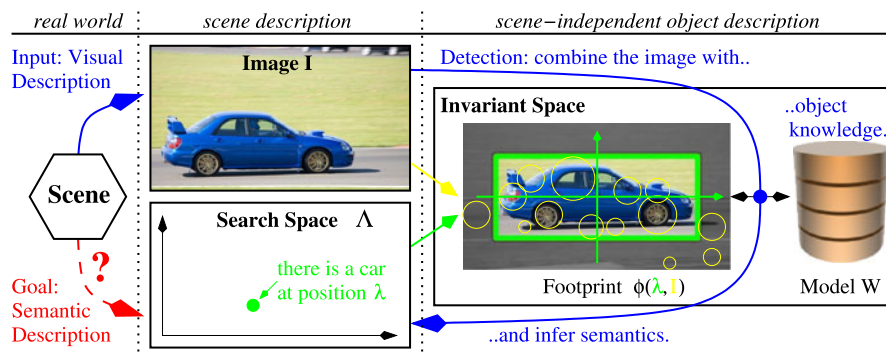 real world
scene description
scene−independent object description
Input: Visual
Description
Image I
Detection: combine the image with..
Invariant Space
..object
knowledge..
Scene
Search Space Λ
there is a car
at position λ
?
Goal:
Semantic
Description
Footprint ϕ(λ,I)
Model W
..and infer semantics.